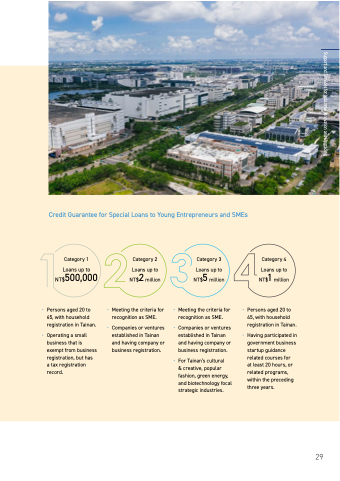 Credit Guarantee for Special Loans to Young Entrepreneurs and SMEs
1
Category 1
Loans up to
NT$500,000
· Persons aged 20 to
65, with household
registration in Tainan.
· Operating a small
business that is
exempt from business
registration, but has
a tax registration
record.
2
Category 2
Loans up to
NT$2 million
· Meeting the criteria for
recognition as SME.
· Companies or ventures
established in Tainan
and having company or
business registration.
3
Category 3
Loans up to
NT$5 million
· Meeting the criteria for
recognition as SME.
· Companies or ventures
established in Tainan
and having company or
business registration.
· For Tainan's cultural
& creative, popular
fashion, green energy,
and biotechnology focal
strategic industries.
4
Category 4
Loans up to
NT$1 million
· Persons aged 20 to
65, with household
registration in Tainan.
· Having participated in
government business
startup guidance
related courses for
at least 20 hours, or
related programs,
within the preceding
three years.
29